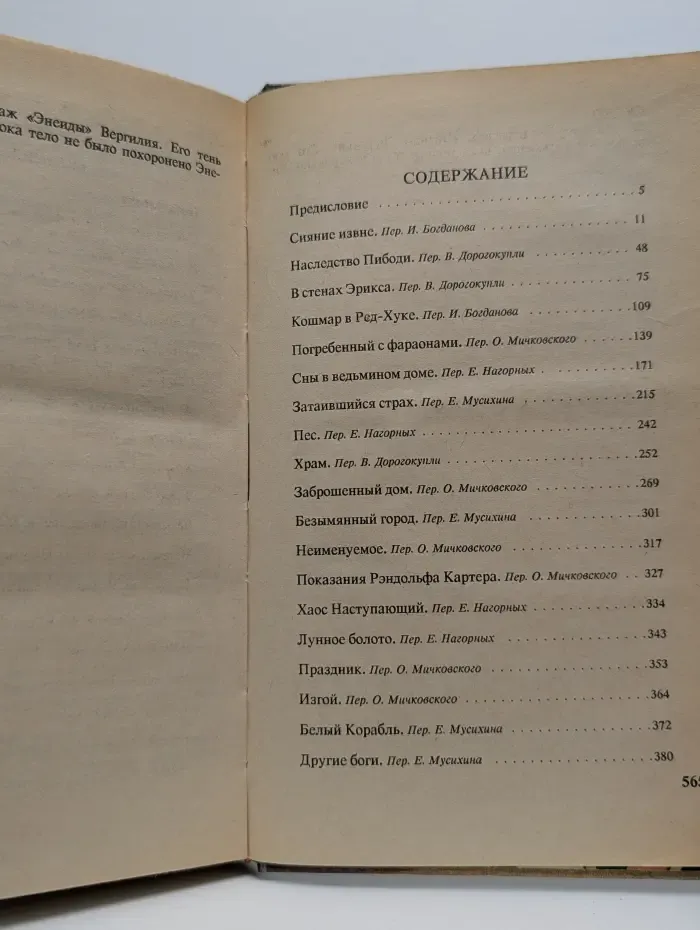 аж «Энеиды» Вергилия. Его тень
ока тело не было похоронено Эне-
СОДЕРЖАНИЕ
Предисловие . . . . . . . . . . . . . . . . . . . . . . . . . . . . 5
Сияние извне. Пер. И. Богданова . . . . . . . . . . . . . . . 11
Наследство Пибоди. Пер. В. Дорогокупли . . . . . . . . . . 48
В стенах Эрикса. Пер. В. Дорогокупли . . . . . . . . . . . . 75
Кошмар в Ред-Хуке. Пер. И. Богданова . . . . . . . . . . . 109
Погребенный с фараонами. Пер. О. Мичковского . . . . . . 139
Сны в ведьмином доме. Пер. Е. Нагорных . . . . . . . . . . 171
Затаившийся страх. Пер. Е. Мусихина . . . . . . . . . . . . 215
Пес. Пер. Е. Нагорных . . . . . . . . . . . . . . . . . . . . . 242
Храм. Пер. В. Дорогокупли . . . . . . . . . . . . . . . . . . . 252
Заброшенный дом. Пер. О. Мичковского . . . . . . . . . . . 269
Безымянный город. Пер. Е. Мусихина . . . . . . . . . . . . 301
Неименуемое. Пер. О. Мичковского . . . . . . . . . . . . . 317
Показания Рэндольфа Картера. Пер. О. Мичковского . . 327
Хаос Наступающий. Пер. Е. Нагорных . . . . . . . . . . . . 334
Лунное болото. Пер. Е. Нагорных . . . . . . . . . . . . . . 343
Праздник. Пер. О. Мичковского . . . . . . . . . . . . . . . . 353
Изгой. Пер. О. Мичковского . . . . . . . . . . . . . . . . . . 364
Белый Корабль. Пер. Е. Мусихина . . . . . . . . . . . . . . 372
Другие боги. Пер. Е. Мусихина . . . . . . . . . . . . . . . . 380
565